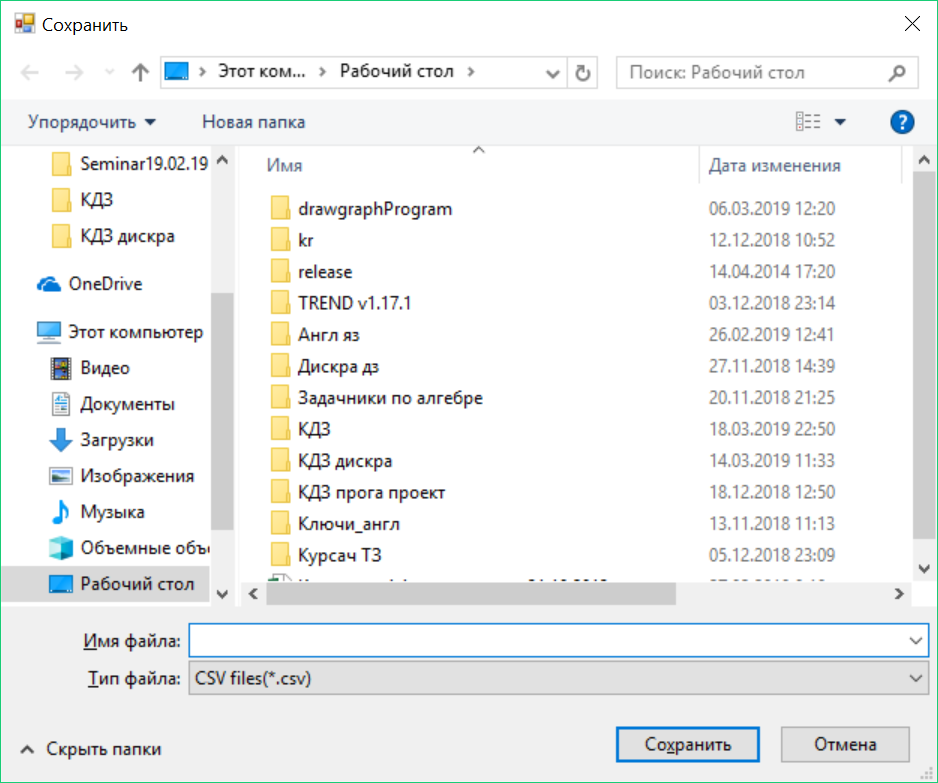 Сохранить
Этот ком... Рабочий стол
Поиск: Рабочий стол
Упорядочить Новая папка
?
Seminar19.02.19
КДЗ
КДЗ дискра
OneDrive
Этот компьютер
Видео
Документы
Загрузки
Изображения
Музыка
Объемные объ
Рабочий стол
Имя Дата изменения
drawgraphProgram 06.03.2019 12:20
kr 12.12.2018 10:52
release 14.04.2014 17:20
TREND v1.17.1 03.12.2018 23:14
Англ яз 26.02.2019 12:41
Дискра дз 27.11.2018 14:39
Задачники по алгебре 20.11.2018 21:25
КДЗ 18.03.2019 22:50
КДЗ дискра 14.03.2019 11:33
КДЗ прога проект 18.12.2018 12:50
Ключи_англ 13.11.2018 11:13
Курсач ТЗ 05.12.2018 23:09
Имя файла:
Тип файла: CSV files(*.csv)
Скрыть папки
Сохранить
Отмена